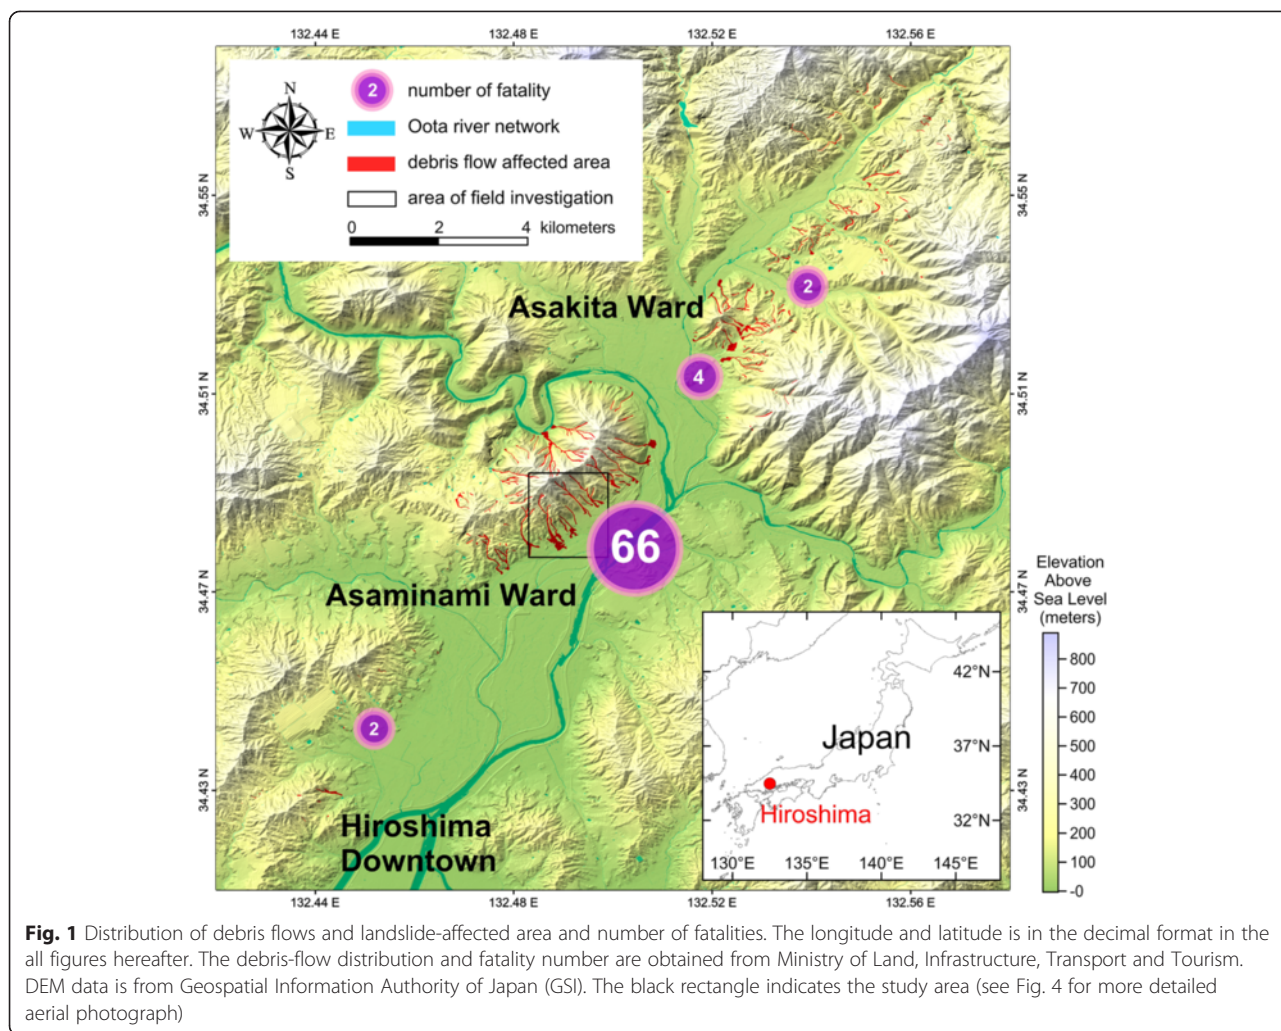 132.44 E 132.48 E 132.52 E 132.56 E
N
W E
S
2 number of fatality
Oota river network
debris flow affected area
area of field investigation
0 2 4 kilometers
34.55 N 34.55 N
2
Asakita Ward
4
34.51 N 34.51 N
66
Asaminami Ward
34.47 N 34.47 N
Elevation
Above
Sea Level
(meters)
800
700
600
500
400
300
200
100
-0
42°N
37°N
32°N
Japan
Hiroshima
130°E 135°E 140°E 145°E
2
34.43 N 34.43 N
Hiroshima
Downtown
132.44 E 132.48 E 132.52 E 132.56 E
Fig. 1 Distribution of debris flows and landslide-affected area and number of fatalities. The longitude and latitude is in the decimal format in the
all figures hereafter. The debris-flow distribution and fatality number are obtained from Ministry of Land, Infrastructure, Transport and Tourism.
DEM data is from Geospatial Information Authority of Japan (GSI). The black rectangle indicates the study area (see Fig. 4 for more detailed
aerial photograph)